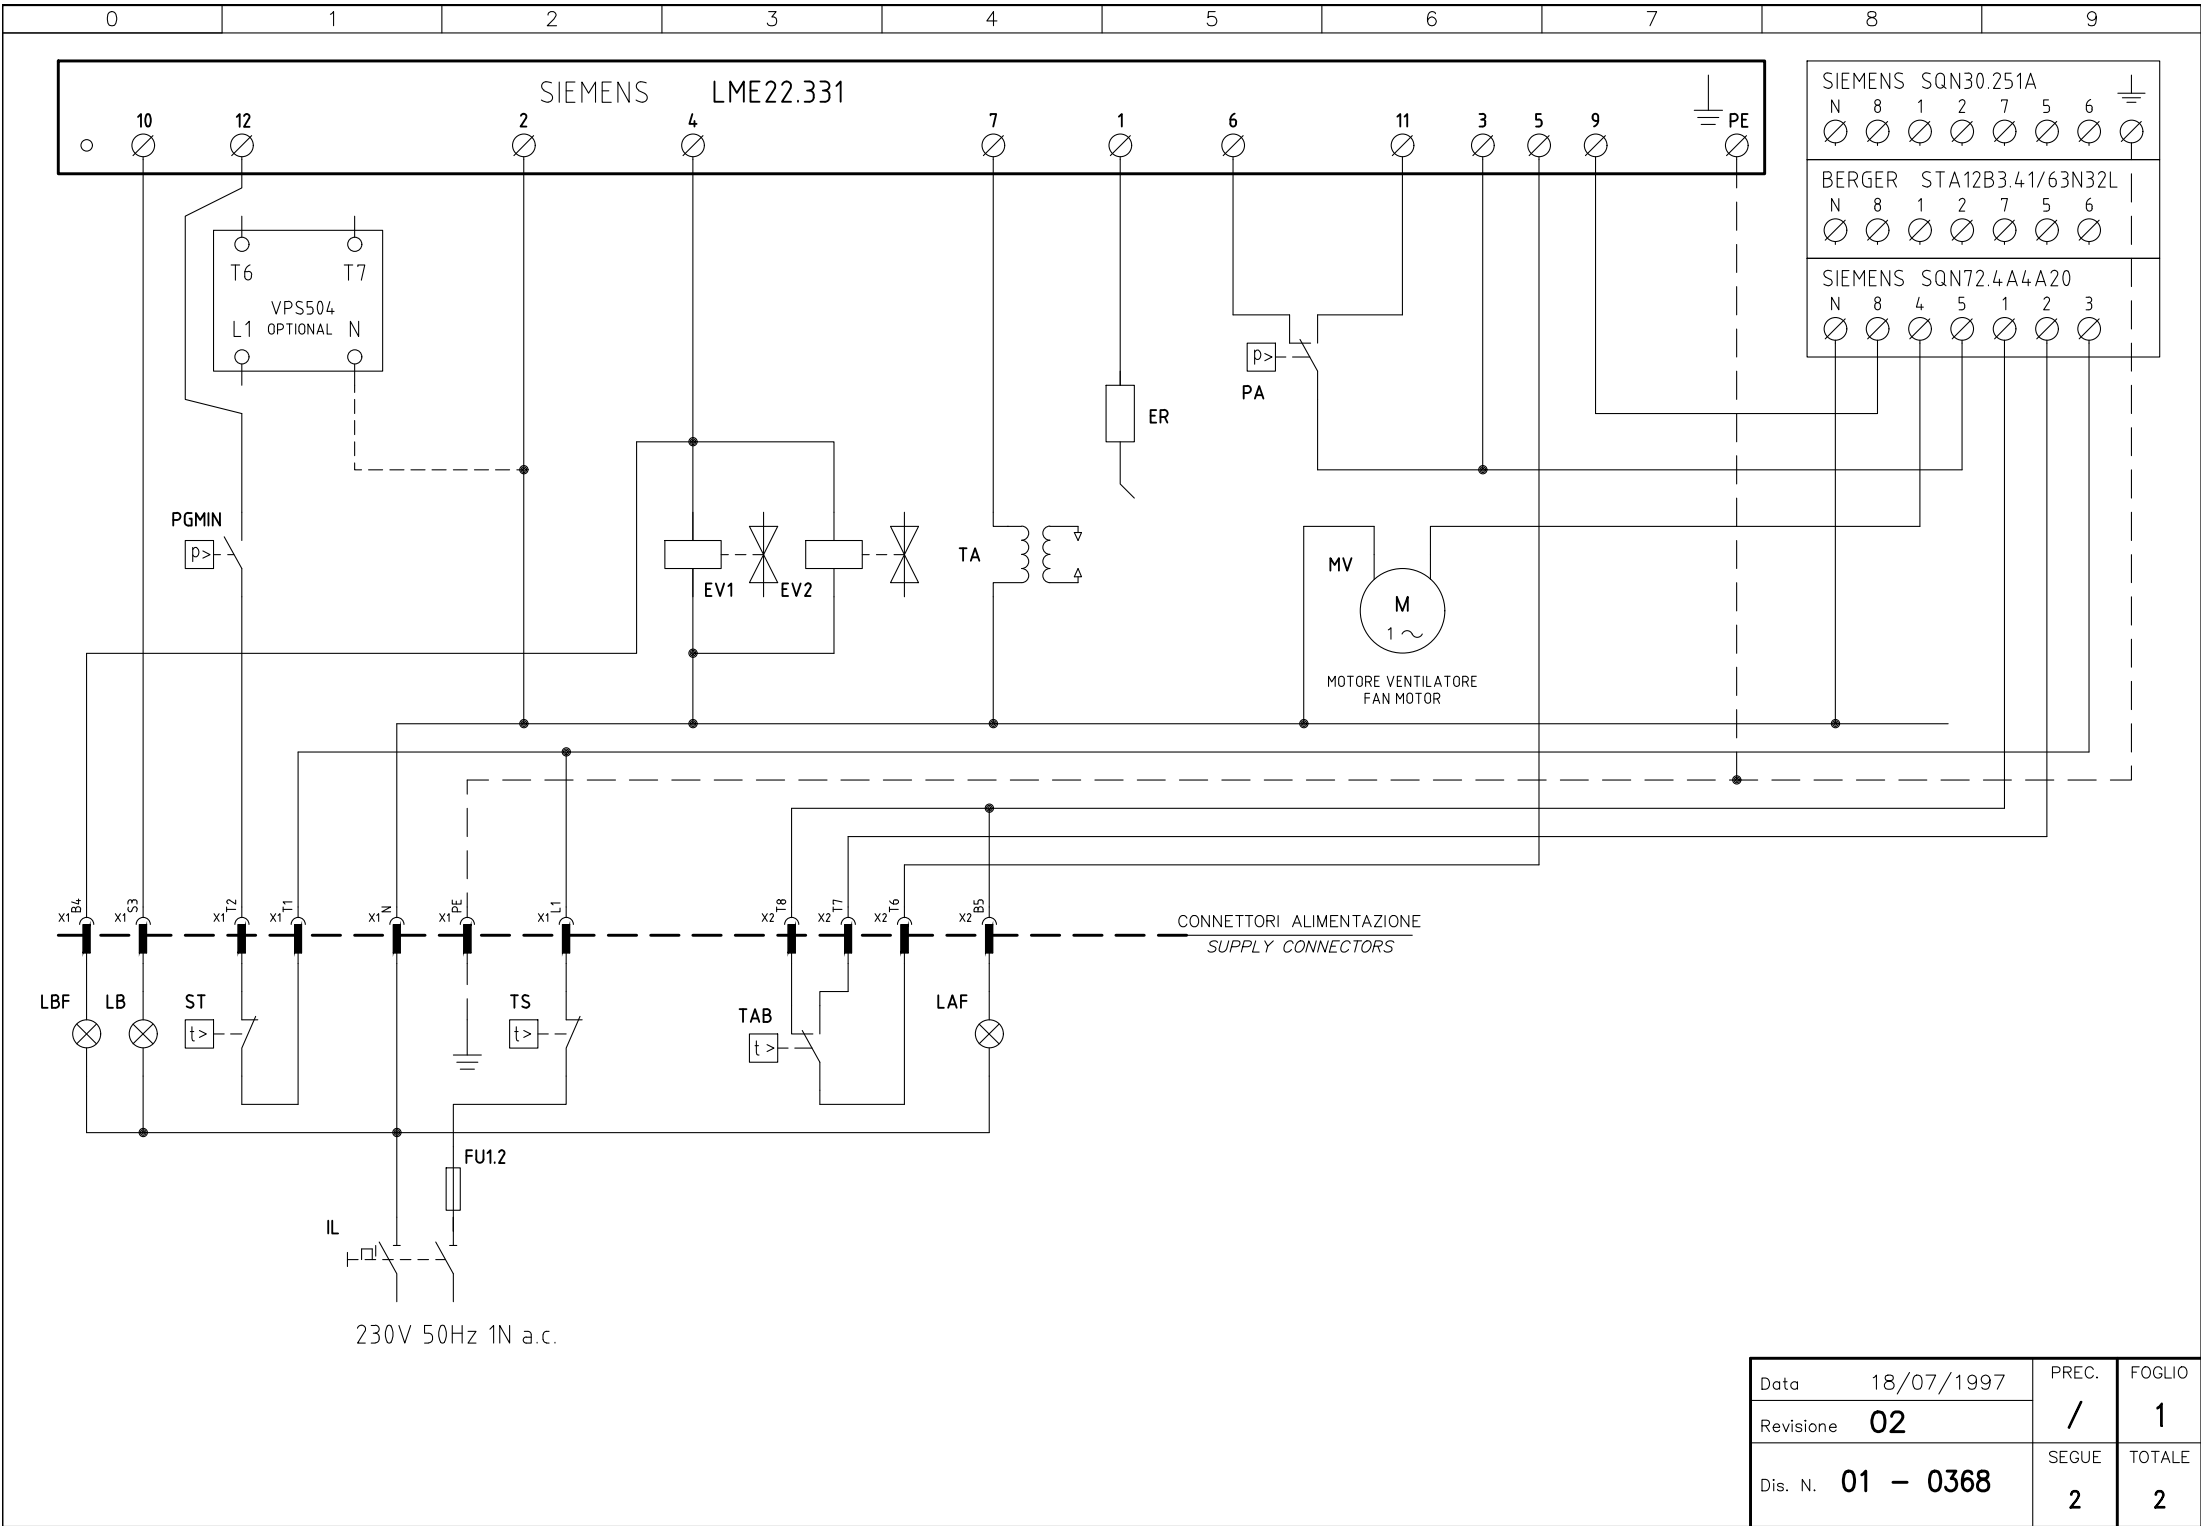 0 1 2 3 4 5 6 7 8 9
SIEMENS LME22.331
10 12 2 4 7 1 6 11 3 5 9 PE
SIEMENS SQN30.251A
N 8 1 2 7 5 6
BERGER STA12B3.41/63N32L
N 8 1 2 7 5 6
SIEMENS SQN72.4A4A20
N 8 4 5 1 2 3
T6 T7
VPS504
L1 OPTIONAL N
p>
PA
ER
PGMIN
p>
EV1 EV2
TA
MV
M
1~
MOTORE VENTILATORE
FAN MOTOR
X1 B4 X1 S3 X1 T2 X1 T1 X1 N X1 PE X1 L1 X2 T8 X2 T7 X2 T6 X2 B5
CONNETTORI ALIMENTAZIONE
SUPPLY CONNECTORS
LBF LB ST TS TAB LAF
t> t> t>
FU1.2
IL
230V 50Hz 1N a.c.
Data 18/07/1997
Revisione 02
Dis. N. 01 - 0368
PREC.
/
FOGLIO
1
SEGUE
2
TOTALE
2